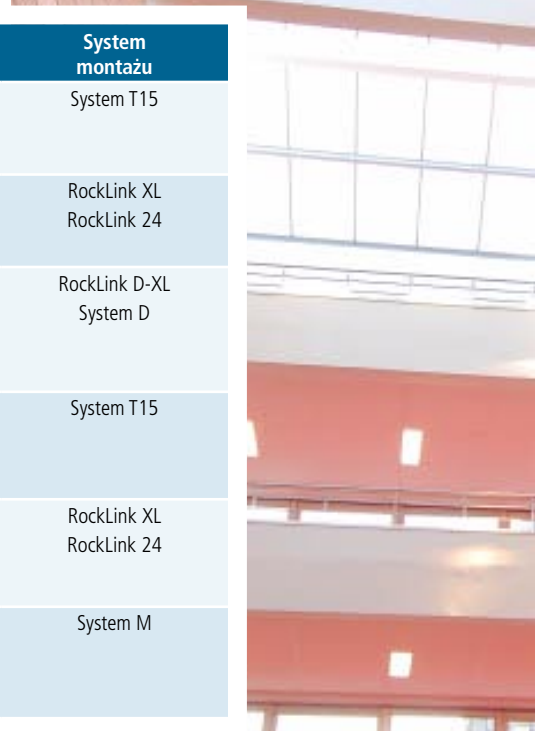 System
montażu
System T15
RockLink XL
RockLink 24
RockLink D-XL
System D
System T15
RockLink XL
RockLink 24
System M